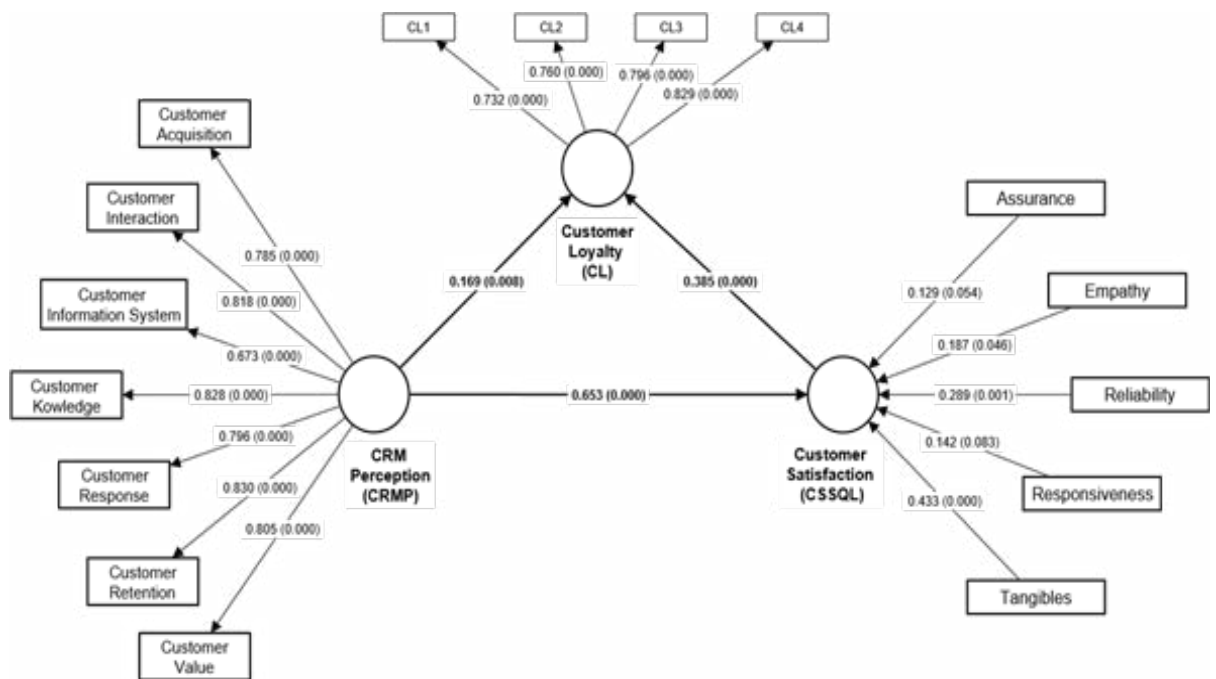 CL1
CL2
CL3
CL4
0.732 (0.000)
0.760 (0.000)
0.796 (0.000)
0.829 (0.000)
Customer
Acquisition
Customer
Interaction
Customer
Information System
Customer
Kowledge
Customer
Response
Customer
Retention
Customer
Value
0.785 (0.000)
0.818 (0.000)
0.673 (0.000)
0.828 (0.000)
0.796 (0.000)
0.830 (0.000)
0.805 (0.000)
CRM
Perception
(CRMP)
0.169 (0.008)
Customer
Loyalty
(CL)
0.385 (0.000)
0.653 (0.000)
Customer
Satisfaction
(CSSQL)
0.129 (0.054)
0.187 (0.046)
0.289 (0.001)
0.142 (0.083)
0.433 (0.000)
Assurance
Empathy
Reliability
Responsiveness
Tangibles